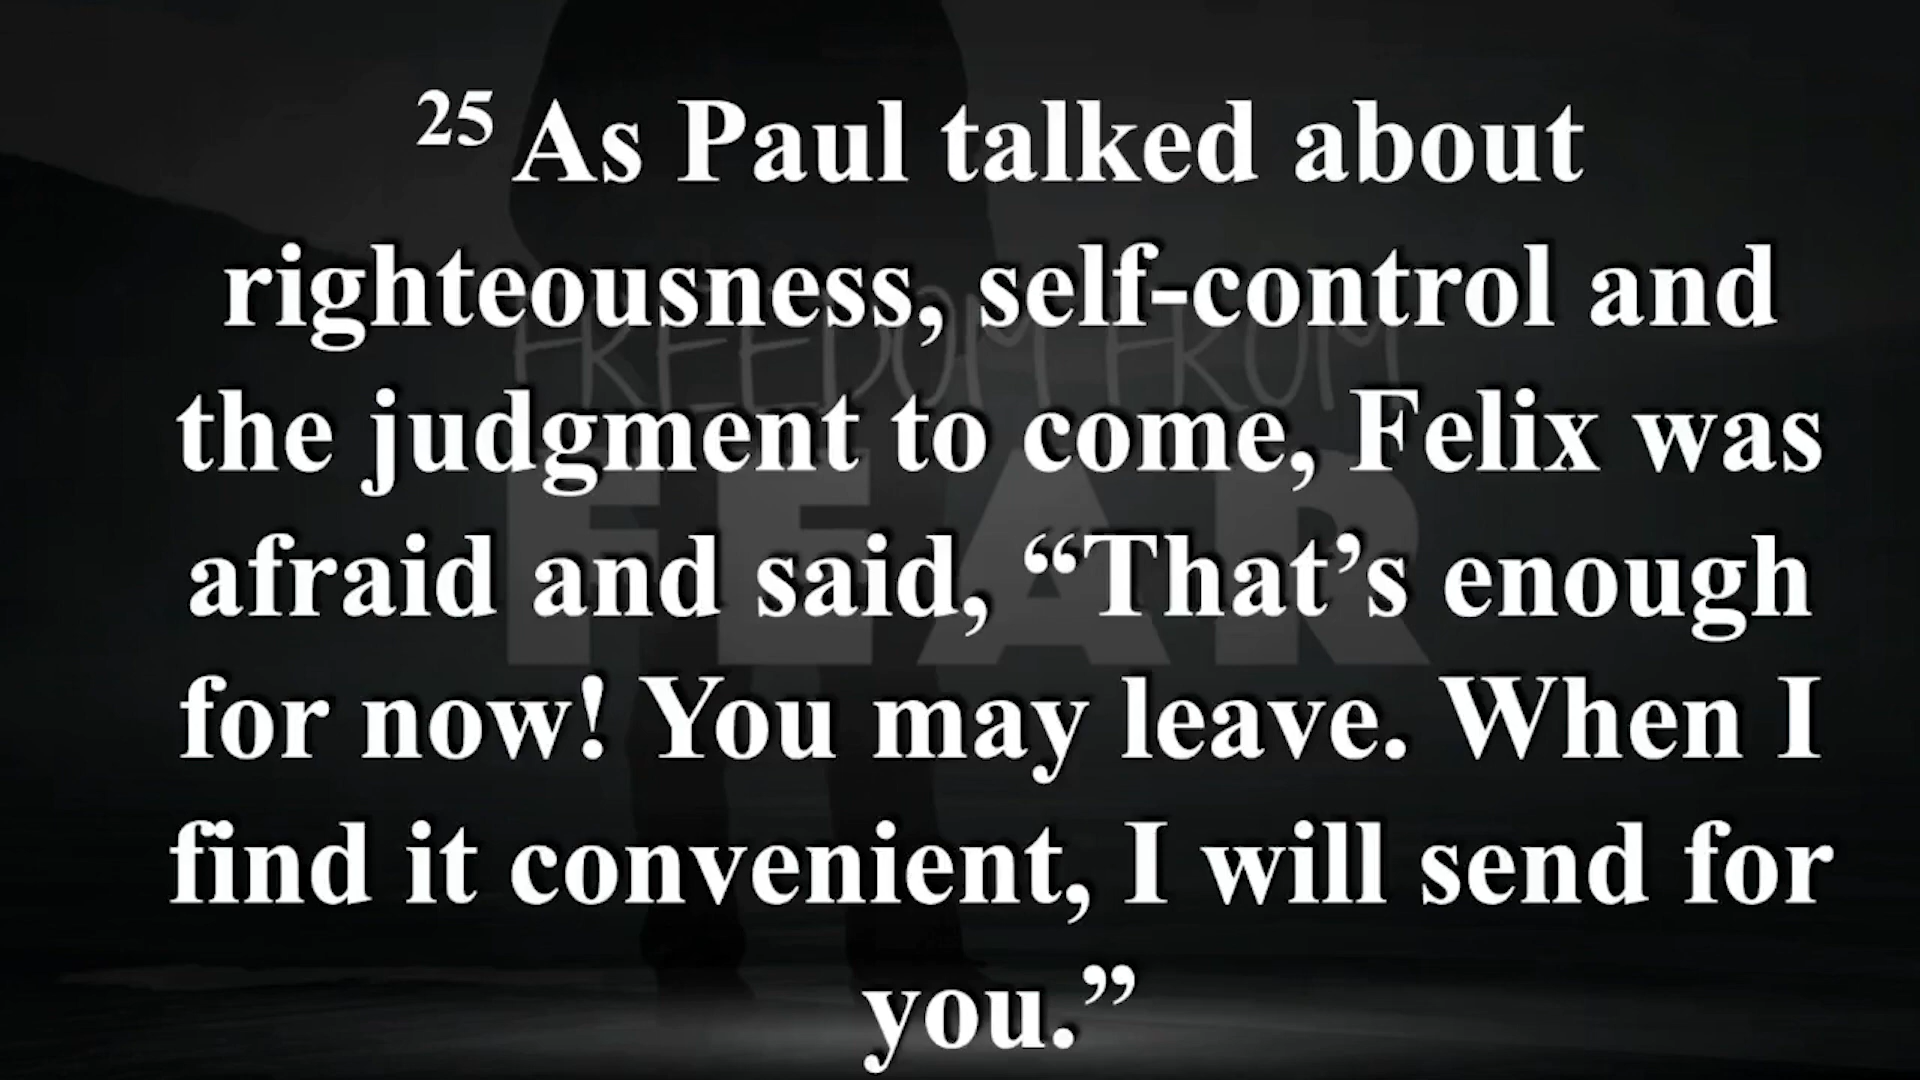 25 As Paul talked about
righteousness, self-control and
the judgment to come, Felix was
afraid and said, “That’s enough
for now! You may leave. When I
find it convenient, I will send for
you.”
FREEDOM FROM
FEAR